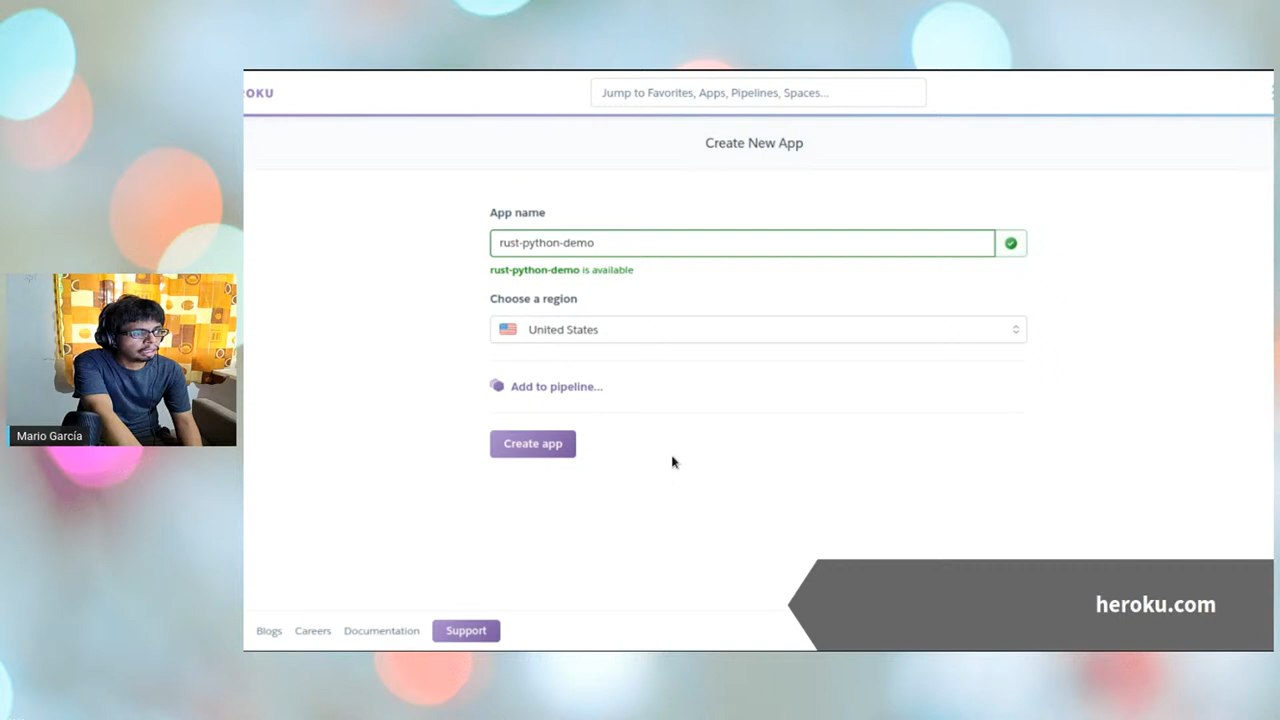 OKU
Jump to Favorites, Apps, Pipelines, Spaces...
Create New App
App name
rust-python-demo
rust-python-demo is available
Choose a region
United States
Add to pipeline...
Create app
Mario García
heroku.com
Blogs Careers Documentation Support